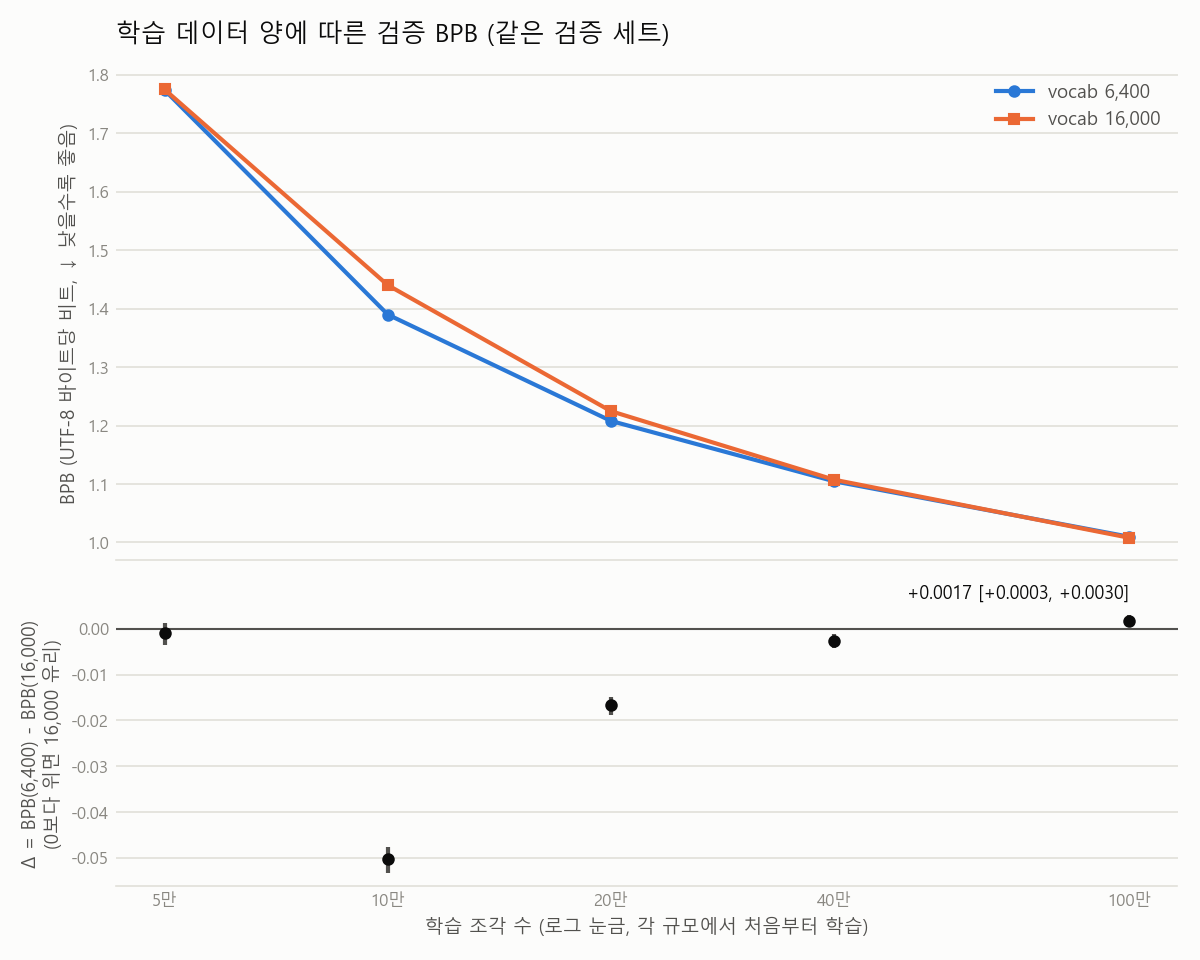 학습 데이터 양에 따른 검증 BPB (같은 검증 세트)
vocab 6,400
vocab 16,000
BPB (UTF-8 바이트당 비트, ↓ 낮을수록 좋음)
1.8
1.7
1.6
1.5
1.4
1.3
1.2
1.1
1.0
+0.0017 [+0.0003, +0.0030]
Δ = BPB(6,400) - BPB(16,000)
(0보다 위면 16,000 유리)
0.00
-0.01
-0.02
-0.03
-0.04
-0.05
5만
10만
20만
40만
100만
학습 조각 수 (로그 눈금, 각 규모에서 처음부터 학습)